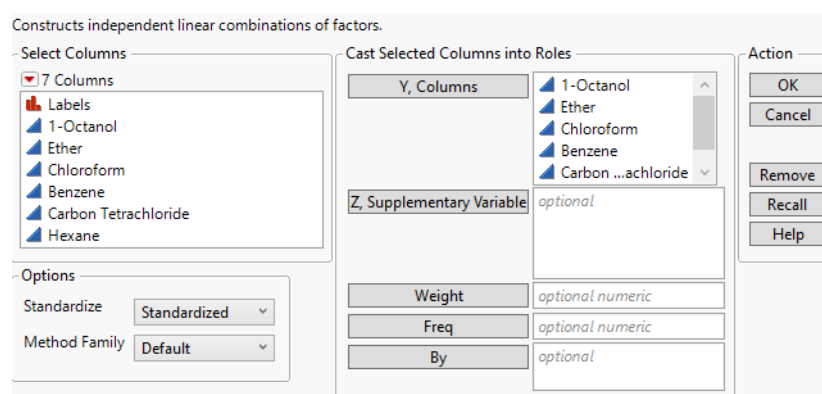 Constructs independent linear combinations of factors.
Select Columns
7 Columns
Labels
1-Octanol
Ether
Chloroform
Benzene
Carbon Tetrachloride
Hexane
Options
Standardize Standardized
Method Family Default
Cast Selected Columns into Roles
Y, Columns
1-Octanol
Ether
Chloroform
Benzene
Carbon ...achloride
Z, Supplementary Variable optional
Weight optional numeric
Freq optional numeric
By optional
Action
OK
Cancel
Remove
Recall
Help